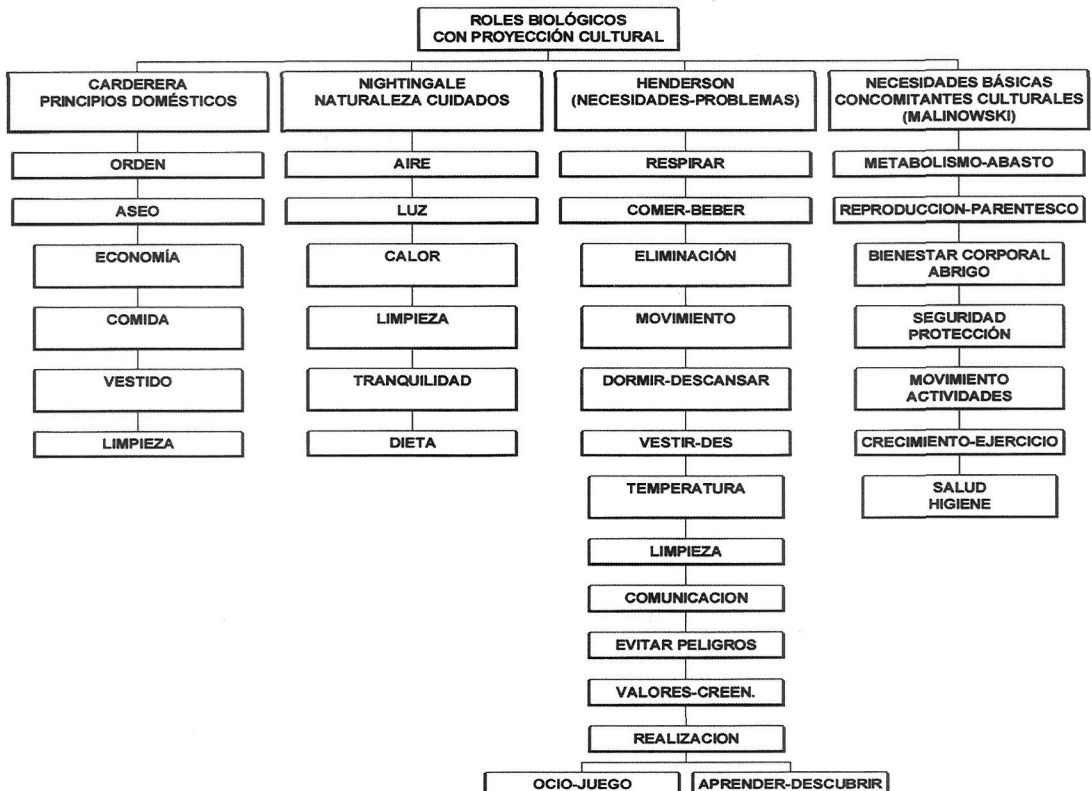 ROLES BIOLÓGICOS
CON PROYECCIÓN CULTURAL
CARDERERA
PRINCIPIOS DOMÉSTICOS
ORDEN
ASEO
ECONOMÍA
COMIDA
VESTIDO
LIMPIEZA
NIGHTINGALE
NATURALEZA CUIDADOS
AIRE
LUZ
CALOR
LIMPIEZA
TRANQUILIDAD
DIETA
HENDERSON
(NECESIDADES-PROBLEMAS)
RESPIRAR
COMER-BEBER
ELIMINACIÓN
MOVIMIENTO
DORMIR-DESCANSAR
VESTIR-DES
TEMPERATURA
LIMPIEZA
COMUNICACION
EVITAR PELIGROS
VALORES-CREEN.
REALIZACION
OCIO-JUEGO
APRENDER-DESCUBRIR
NECESIDADES BÁSICAS
CONCOMITANTES CULTURALES
(MALINOWSKI)
METABOLISMO-ABASTO
REPRODUCCION-PARENTESCO
BIENESTAR CORPORAL
ABRIGO
SEGURIDAD
PROTECCIÓN
MOVIMIENTO
ACTIVIDADES
CRECIMIENTO-EJERCICIO
SALUD
HIGIENE